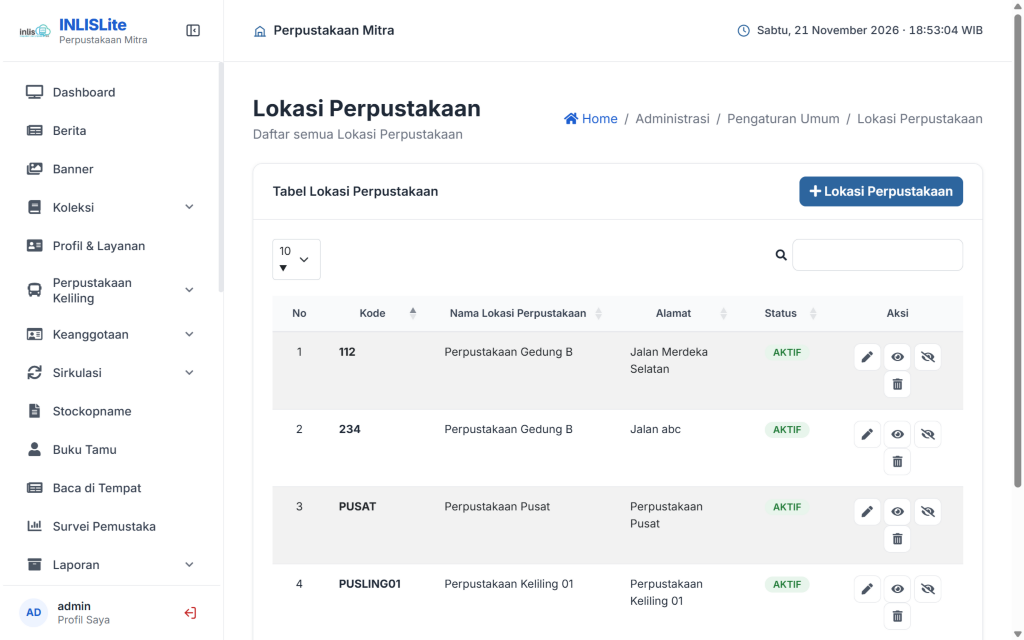 inlis
INLISLite
Perpustakaan Mitra
Perpustakaan Mitra
Sabtu, 21 November 2026 · 18:53:04 WIB
Dashboard
Berita
Banner
Koleksi
Profil & Layanan
Perpustakaan
Keliling
Keanggotaan
Sirkulasi
Stockopname
Buku Tamu
Baca di Tempat
Survei Pemustaka
Laporan
AD
admin
Profil Saya
Lokasi Perpustakaan
Daftar semua Lokasi Perpustakaan
Home / Administrasi / Pengaturan Umum / Lokasi Perpustakaan
Tabel Lokasi Perpustakaan
+ Lokasi Perpustakaan
10
No Kode Nama Lokasi Perpustakaan Alamat Status Aksi
1 112 Perpustakaan Gedung B Jalan Merdeka AKTIF
Selatan
2 234 Perpustakaan Gedung B Jalan abc AKTIF
3 PUSAT Perpustakaan Pusat Perpustakaan AKTIF
Pusat
4 PUSLING01 Perpustakaan Keliling 01 Perpustakaan AKTIF
Keliling 01